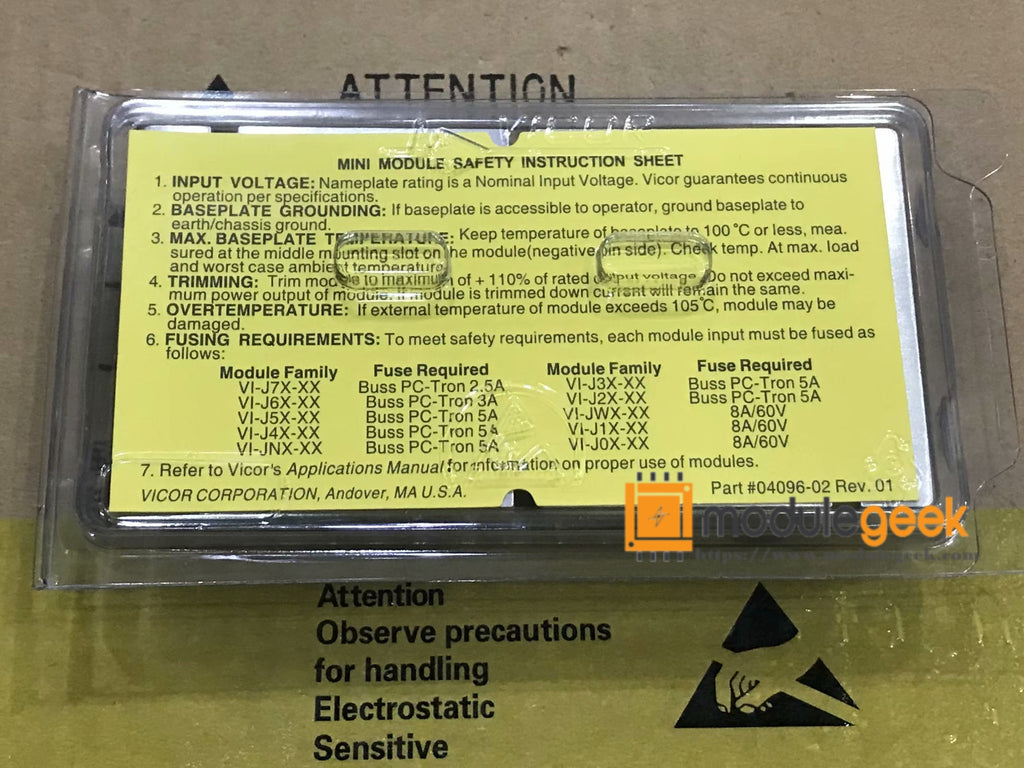 ATTENTION
VICOR
MINI MODULE SAFETY INSTRUCTION SHEET
1. INPUT VOLTAGE: Nameplate rating is a Nominal Input Voltage. Vicor guarantees continuous
operation per specifications.
2. BASEPLATE GROUNDING: If baseplate is accessible to operator, ground baseplate to
earth/chassis ground.
3. MAX. BASEPLATE TEMPERATURE: Keep temperature of baseplate to 100 °C or less, mea.
sured at the middle mounting slot on the module(negative pin side). Check temp. At max. load
and worst case ambient temperature
4. TRIMMING: Trim module to maximum of + 110% of rated output voltage. Do not exceed maxi-
mum power output of module. If module is trimmed down current will remain the same.
5. OVERTEMPERATURE: If external temperature of module exceeds 105°C, module may be
damaged.
6. FUSING REQUIREMENTS: To meet safety requirements, each module input must be fused as
follows:
Module Family Fuse Required Module Family Fuse Required
VI-J7X-XX Buss PC-Tron 2.5A VI-J3X-XX Buss PC-Tron 5A
VI-J6X-XX Buss PC-Tron 3A VI-J2X-XX Buss PC-Tron 5A
VI-J5X-XX Buss PC-Tron 5A VI-JWX-XX 8A/60V
VI-J4X-XX Buss PC-Tron 5A VI-J1X-XX 8A/60V
VI-JNX-XX Buss PC-Tron 5A VI-J0X-XX 8A/60V
7. Refer to Vicor's Applications Manual for information on proper use of modules.
VICOR CORPORATION, Andover, MA U.S.A. Part #04096-02 Rev. 01
modulegeek
Attention
Observe precautions
for handling
Electrostatic
Sensitive